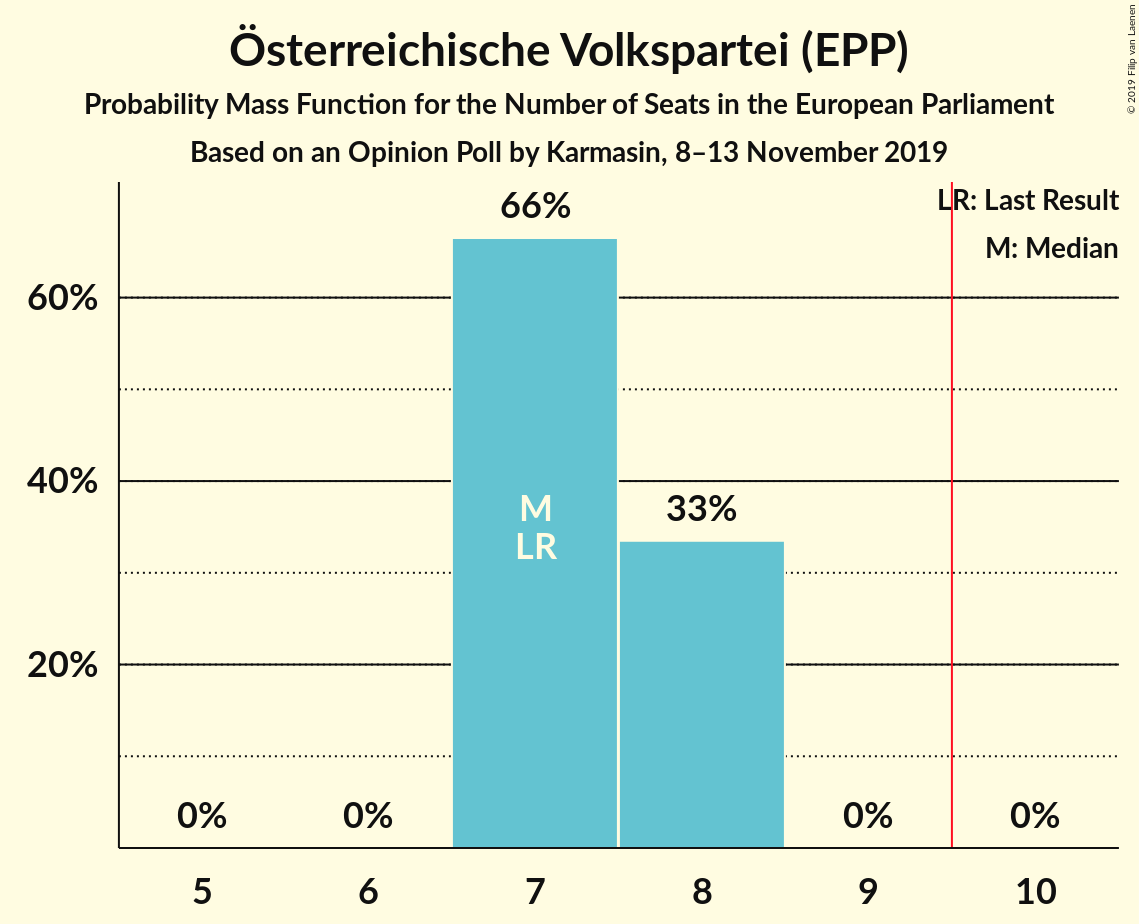 Österreichische Volkspartei (EPP)
Probability Mass Function for the Number of Seats in the European Parliament
Based on an Opinion Poll by Karmasin, 8–13 November 2019
© 2019 Filip van Laenen
LR: Last Result
M: Median
66%
60%
40%
33%
M
LR
20%
0% 0% 0% 0%
5 6 7 8 9 10